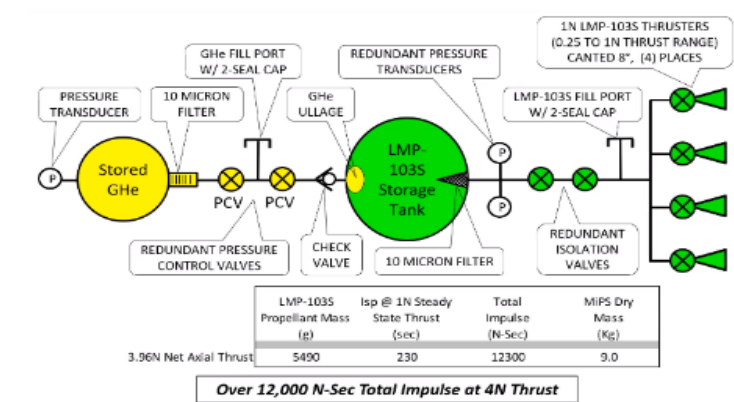 GHe FILL PORT
W/ 2-SEAL CAP
REDUNDANT PRESSURE
TRANSDUCERS
1N LMP-103S THRUSTERS
(0.25 TO 1N THRUST RANGE)
CANTED 8°, (4) PLACES
PRESSURE
TRANSDUCER
10 MICRON
FILTER
GHe
ULLAGE
LMP-103S FILL PORT
W/ 2-SEAL CAP
P
Stored
GHe
PCV
PCV
LMP-
103S
Storage
Tank
P
P
REDUNDANT PRESSURE
CONTROL VALVES
CHECK
VALVE
10 MICRON FILTER
REDUNDANT
ISOLATION
VALVES
LMP-103S Propellant Mass (g) Isp @ 1N Steady State Thrust (sec) Total Impulse (N-Sec) MiPS Dry Mass (Kg)
3.96N Net Axial Thrust 5490 230 12300 9.0
Over 12,000 N-Sec Total Impulse at 4N Thrust